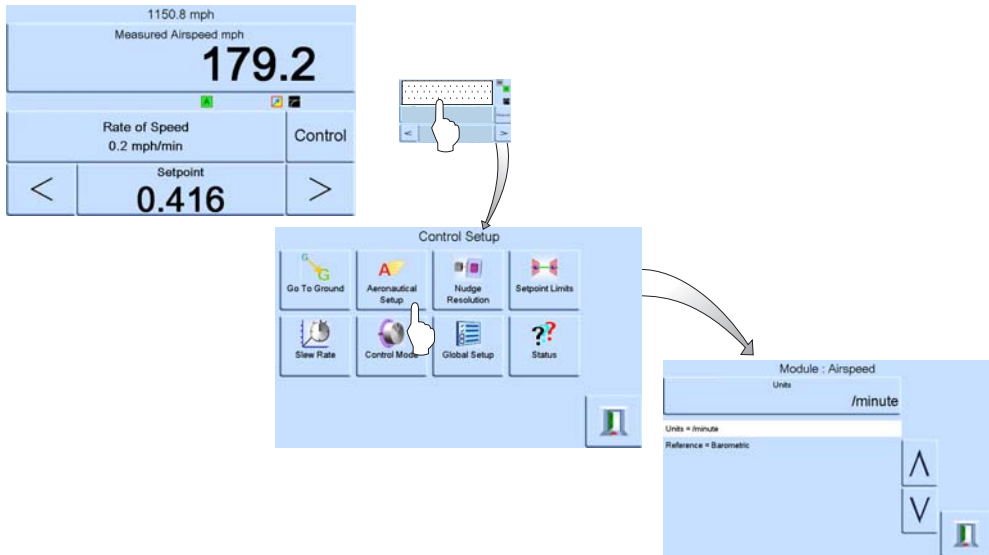 1150.8 mph
Measured Airspeed mph
179.2
A
Rate of Speed
0.2 mph/min
Control
< Setpoint >
0.416
< >
Control Setup
G
G
A
Go To Ground
Aeronautical
Setup
Nudge
Resolution
Setpoint Limits
??
Slew Rate
Control Mode
Global Setup
Status
Module : Airspeed
Units
/minute
Units = /minute
Reference = Barometric